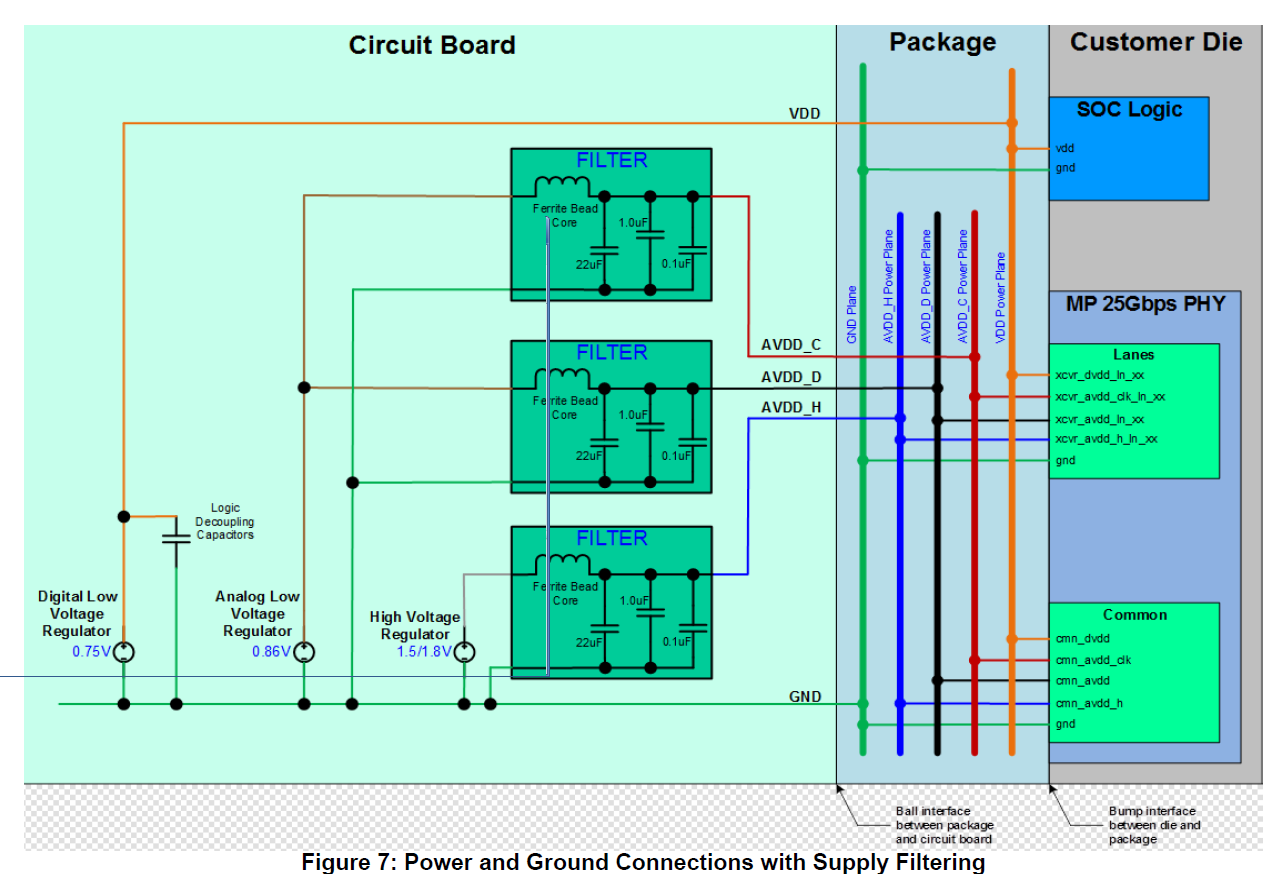 Circuit Board
Package
Customer Die
VDD
SOC Logic
vdd
gnd
FILTER
Ferrite Bead
Core
1.0uF
22uF
0.1uF
GND Plane
AVDD_H Power Plane
AVDD_D Power Plane
AVDD_C Power Plane
VDD Power Plane
MP 25Gbps PHY
AVDD_C
FILTER
Ferrite Bead
Core
1.0uF
22uF
0.1uF
AVDD_D
AVDD_H
Lanes
xcvr_dvdd_ln_xx
xcvr_avdd_clk_ln_xx
xcvr_avdd_ln_xx
xcvr_avdd_h_ln_xx
gnd
Logic
Decoupling
Capacitors
FILTER
Ferrite Bead
Core
1.0uF
22uF
0.1uF
Digital Low
Voltage
Regulator
0.75V
Analog Low
Voltage
Regulator
0.86V
High Voltage
Regulator
1.5/1.8V
Common
cmn_dvdd
cmn_avdd_clk
cmn_avdd
cmn_avdd_h
gnd
GND
Ball interface
between package
and circuit board
Bump interface
between die and
package
Figure 7: Power and Ground Connections with Supply Filtering